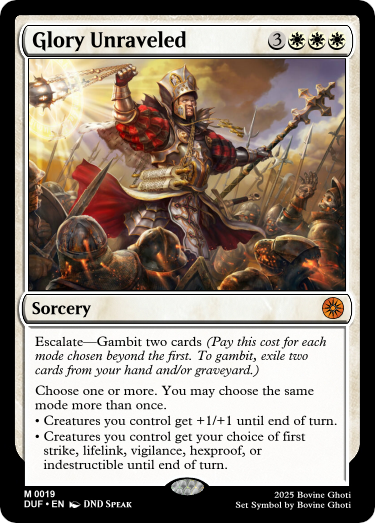 Glory Unraveled 3
Sorcery
Escalate—Gambit two cards (Pay this cost for each
mode chosen beyond the first. To gambit, exile two
cards from your hand and/or graveyard.)
Choose one or more. You may choose the same
mode more than once.
• Creatures you control get +1/+1 until end of turn.
• Creatures you control get your choice of first
strike, lifelink, vigilance, hexproof, or
indestructible until end of turn.
M 0019
DUF • EN DND Speak
2025 Bovine Ghoti
Set Symbol by Bovine Ghoti